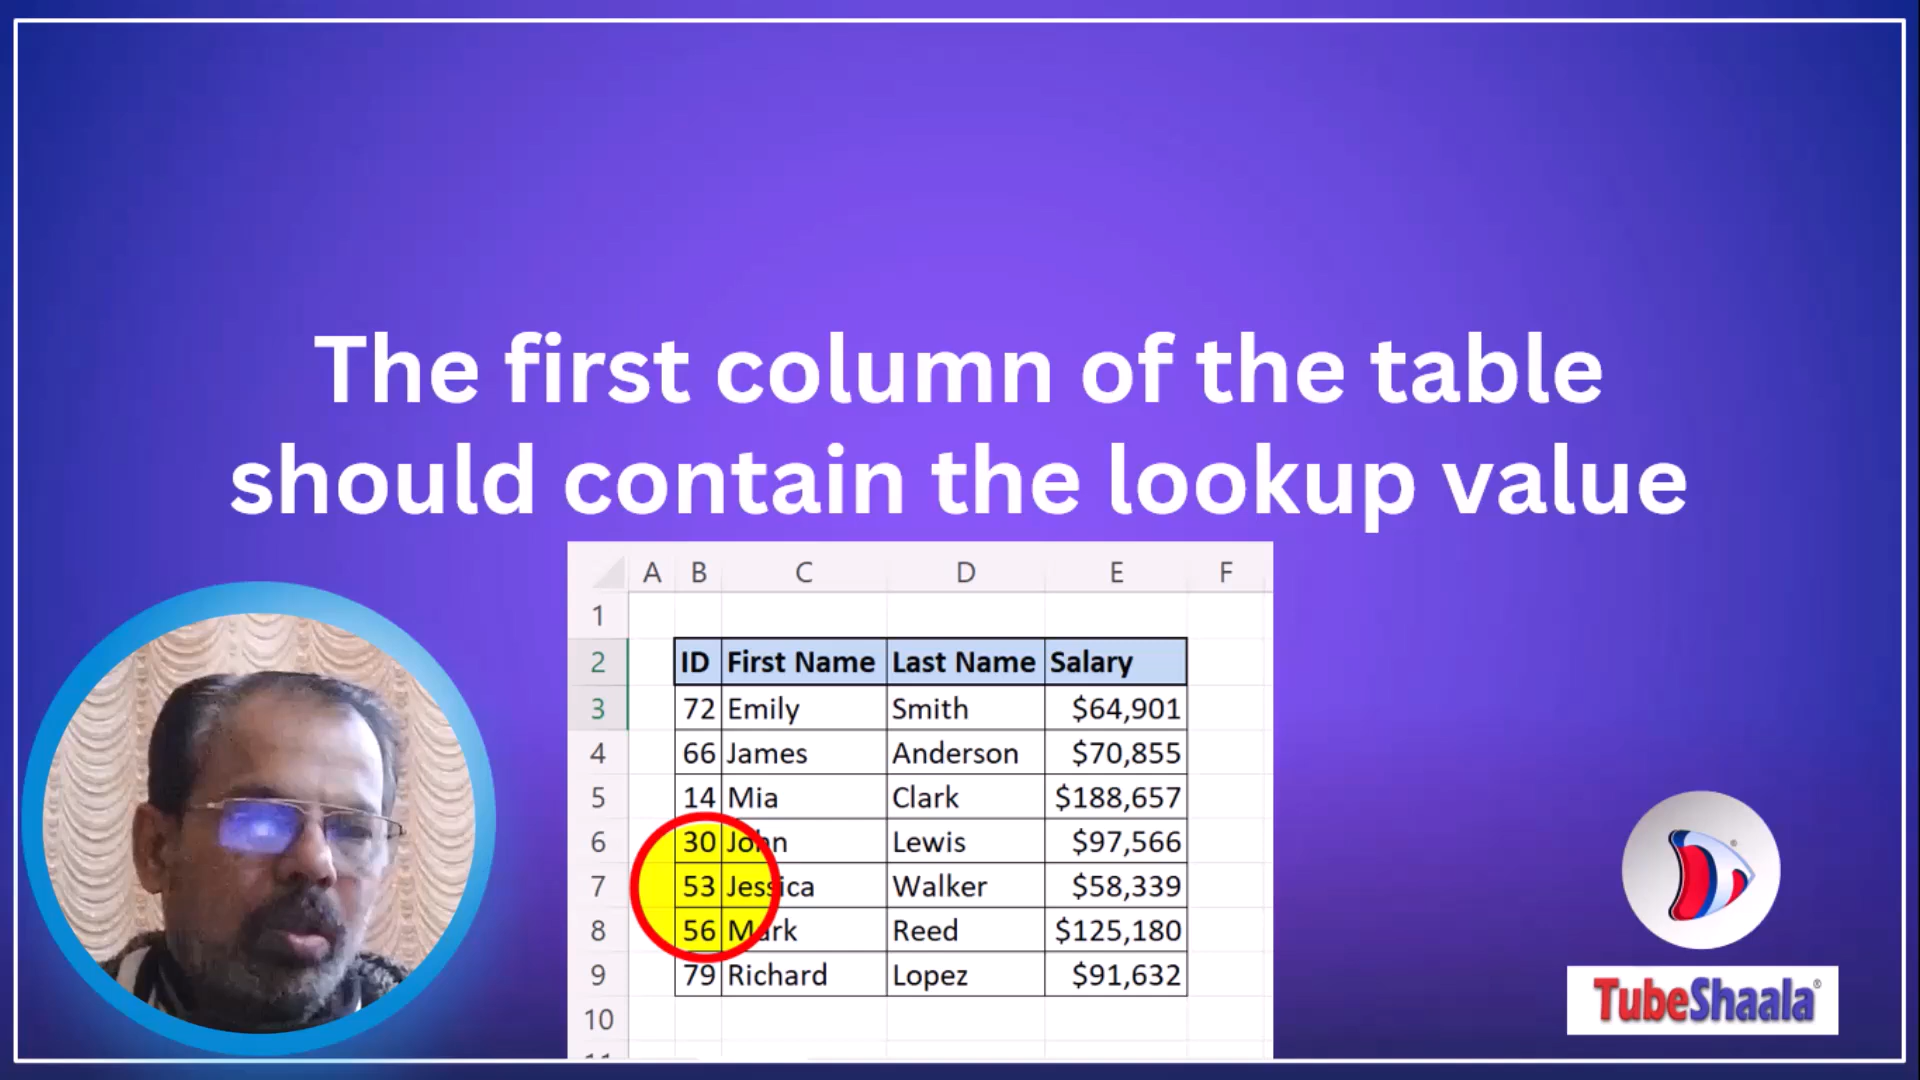 The first column of the table
should contain the lookup value
A B C D E F
1
2 ID First Name Last Name Salary
3 72 Emily Smith $64,901
4 66 James Anderson $70,855
5 14 Mia Clark $188,657
6 30 John Lewis $97,566
7 53 Jessica Walker $58,339
8 56 Mark Reed $125,180
9 79 Richard Lopez $91,632
10
®
TubeShaala®